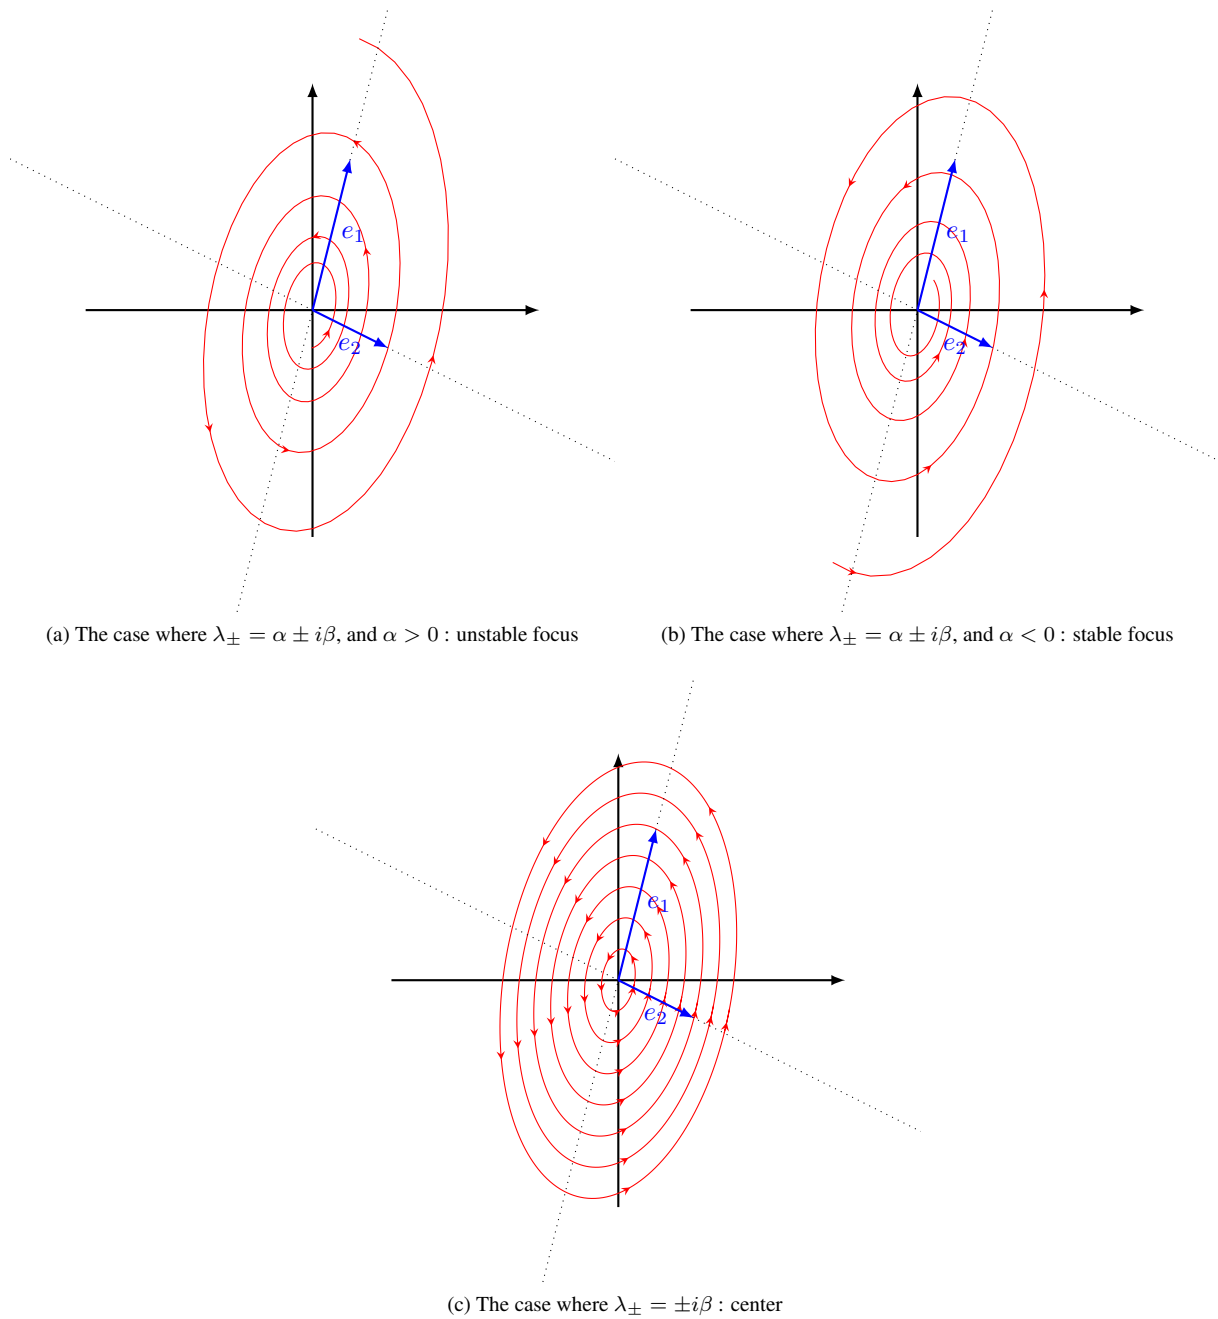 e₁
e₂
e₁
e₂
(a) The case where λ± = α ± iβ, and α > 0 : unstable focus
(b) The case where λ± = α ± iβ, and α < 0 : stable focus
e₁
e₂
(c) The case where λ± = ±iβ : center